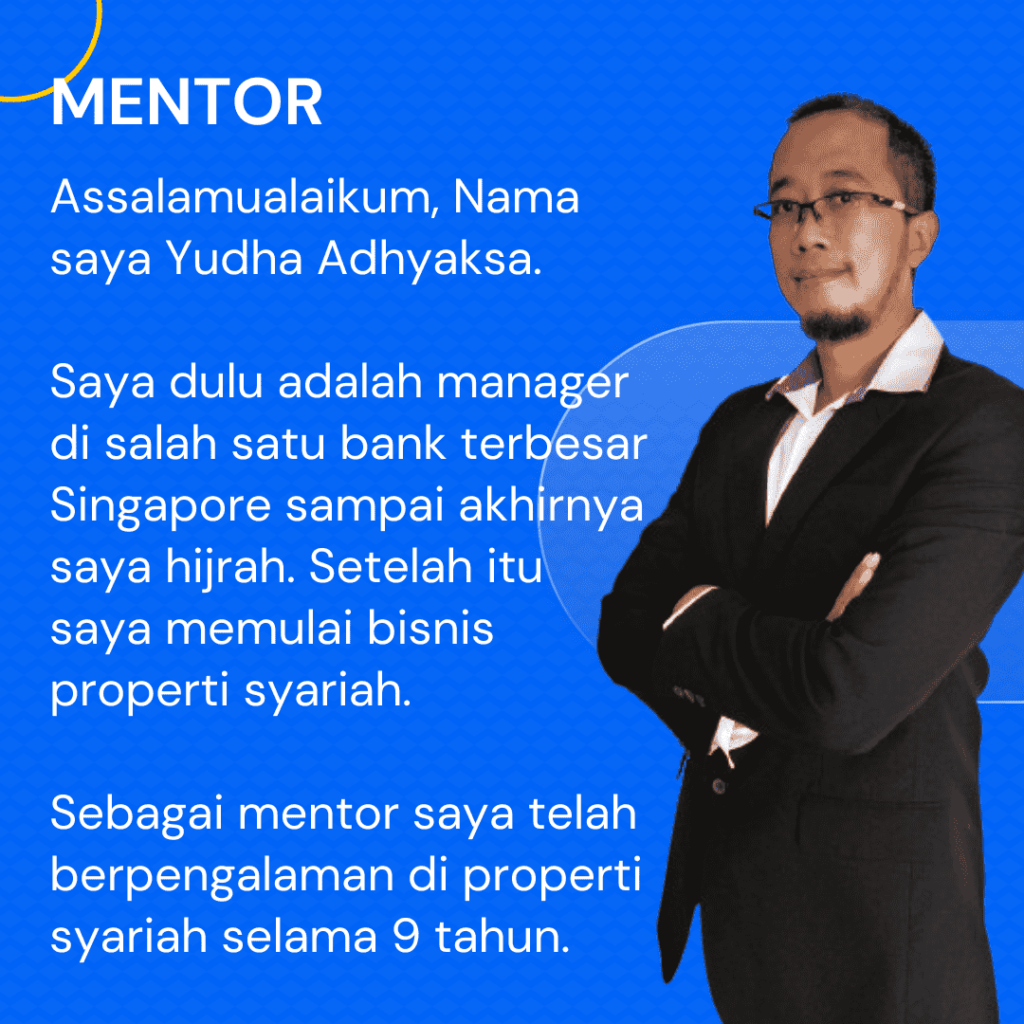 MENTOR
Assalamualaikum, Nama
saya Yudha Adhyaksa.
Saya dulu adalah manager
di salah satu bank terbesar
Singapore sampai akhirnya
saya hijrah. Setelah itu
saya memulai bisnis
properti syariah.
Sebagai mentor saya telah
berpengalaman di properti
syariah selama 9 tahun.